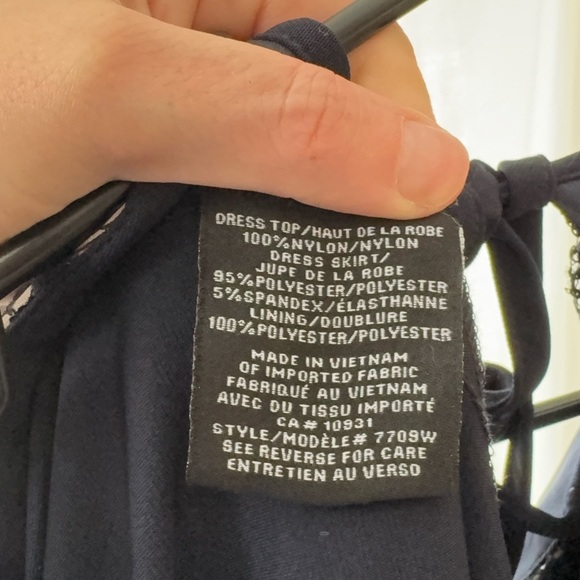 DRESS TOP/HAUT DE LA ROBE
100%NYLON/NYLON
DRESS SKIRT/
JUPE DE LA ROBE
95%POLYESTER/POLYESTER
5%SPANDEX/ÉLASTHANNE
LINING/DOUBLURE
100%POLYESTER/POLYESTER
MADE IN VIETNAM
OF IMPORTED FABRIC
FABRIQUÉ AU VIETNAM
AVEC DU TISSU IMPORTÉ
CA# 10931
STYLE/MODÈLE# 7709W
SEE REVERSE FOR CARE
ENTRETIEN AU VERSO